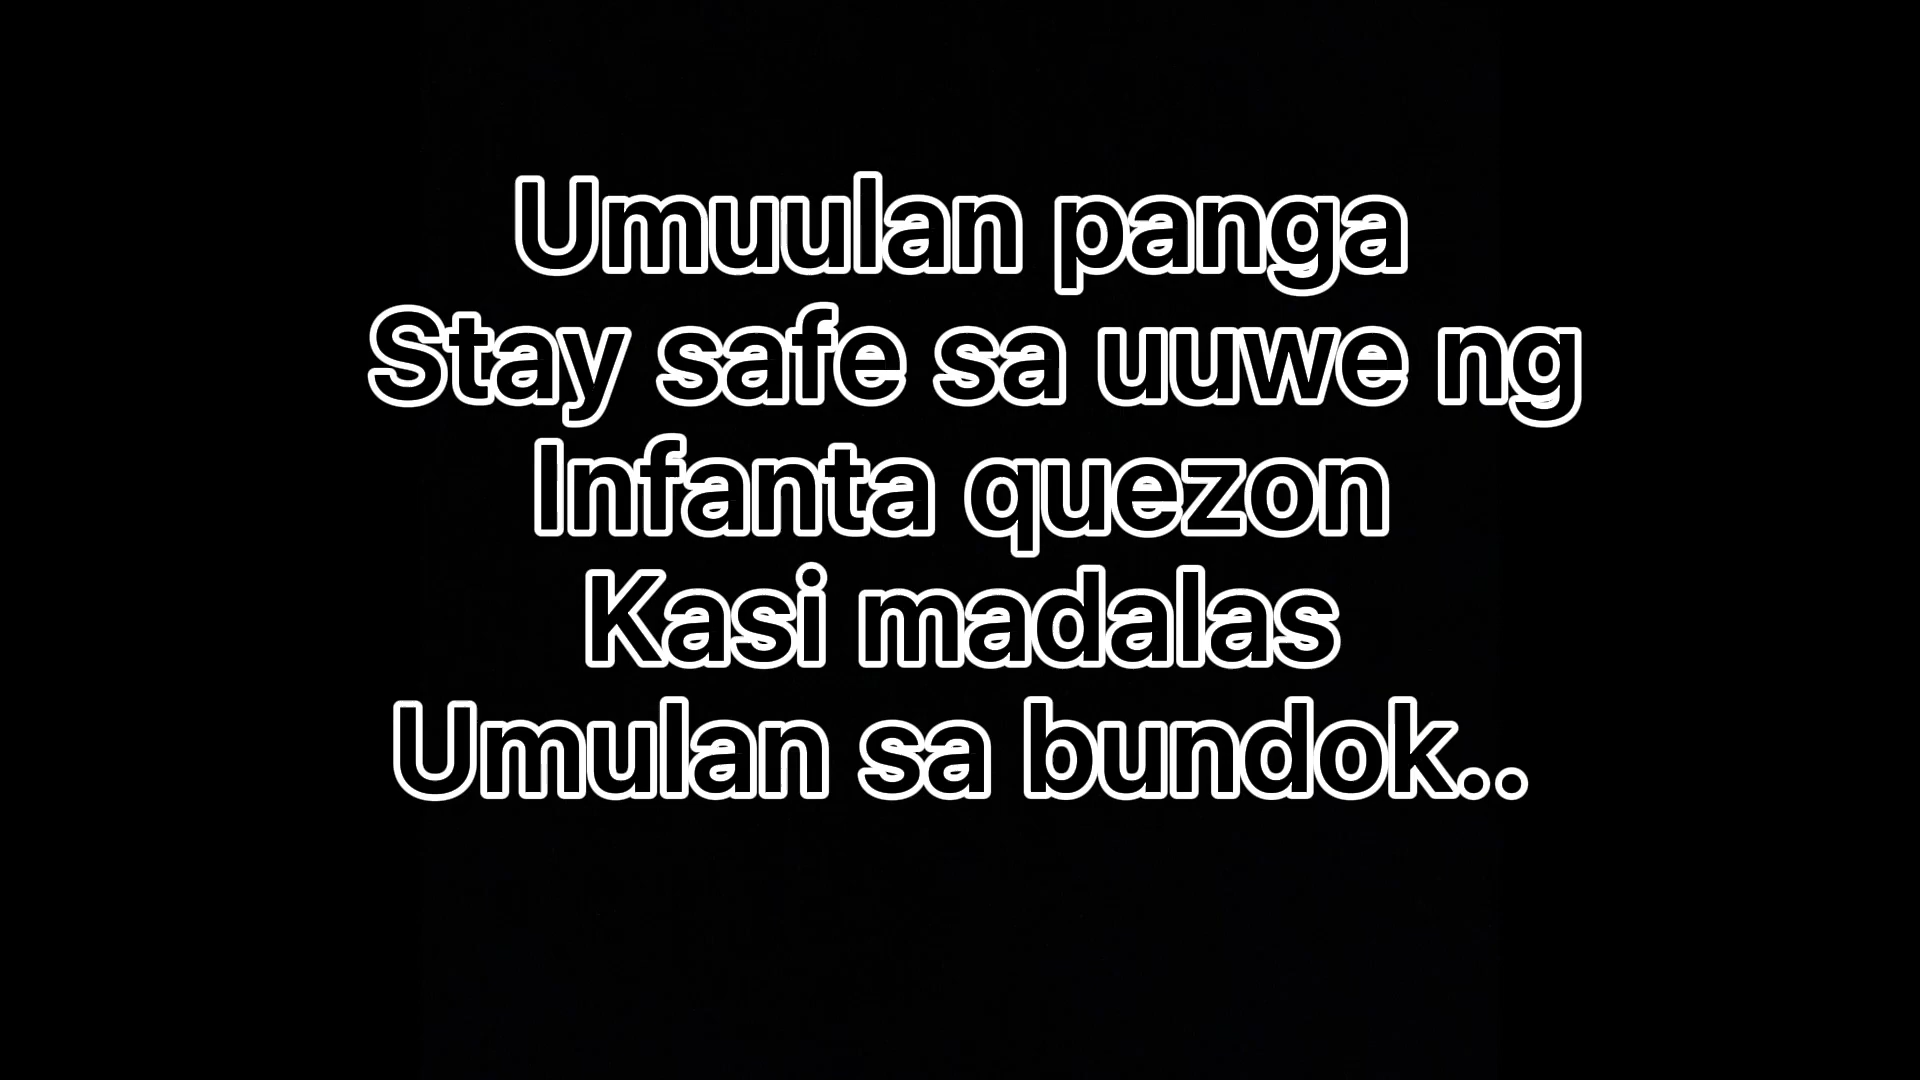 Umuulan panga
Stay safe sa uuwe ng
Infanta quezon
Kasi madalas
Umulan sa bundok..